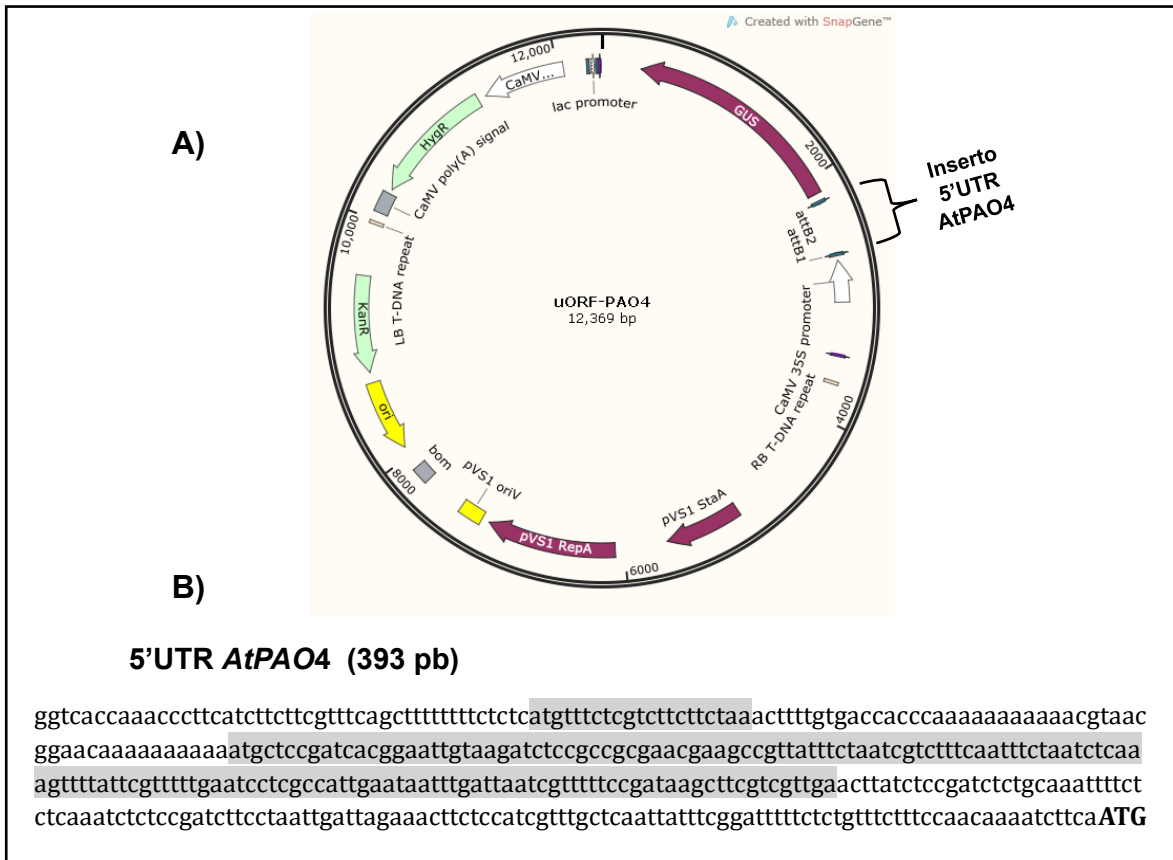 Created with SnapGene™
A)
12,000
CaMV...
lac promoter
GUS
HygR
CaMV poly(A) signal
2000
Inserto
5'UTR
AtPAO4
attB2
attB1
10,000
LB T-DNA repeat
uORF-PAO4
12,369 bp
KanR
CaMV 35S promoter
RB T-DNA repeat
4000
ori
bom
8000
pVS1 oriV
pVS1 StaA
pVS1 RepA
6000
B)
5'UTR AtPAO4 (393 pb)
ggtcaccaaacccttcatcttcttcgtttcagctttttttttctctcatgtttctcgtcttcttctaaacttttgtgaccacccaaaaaaaaaaacgtaac
ggaacaaaaaaaaaaatgctccgatcacggaattgtaagatctccgccgcgaacgaagccgttatttctaatcgtctttcaatttctaatctcaa
agttttattcgtttttgaatcctcgccattgaataatttgattaatcgtttttccgataagcttcgtcgttgaacttatctccgatctctgcaaattttct
ctcaaatctctccgatcttcctaattgattagaaacttctccatcgtttgctcaattatttcggatttttctctgtttctttccaacaaaatcttcaATG